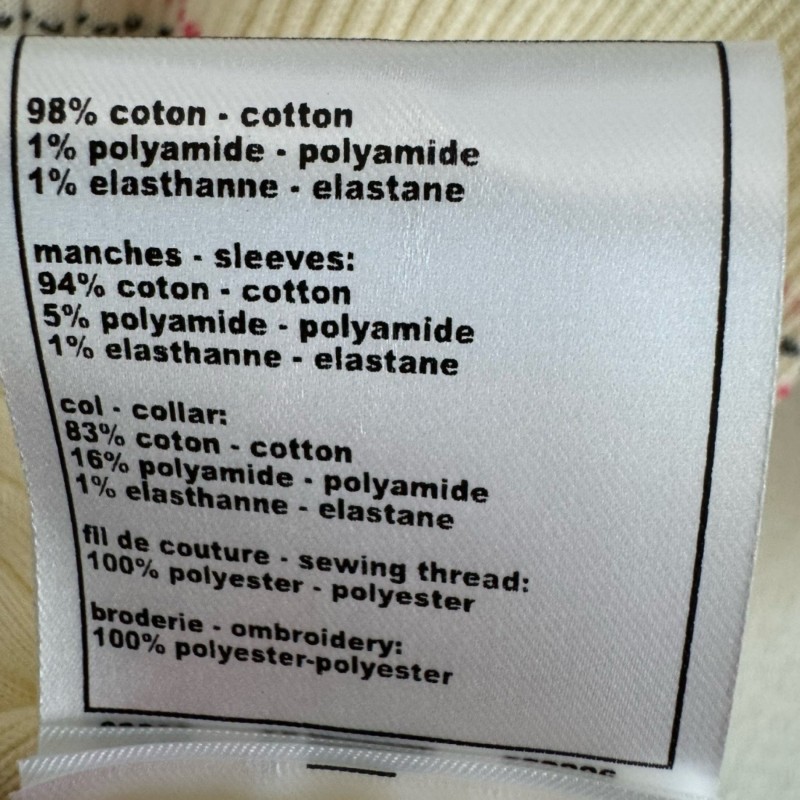 98% coton - cotton
1% polyamide - polyamide
1% elasthanne - elastane
manches - sleeves:
94% coton - cotton
5% polyamide - polyamide
1% elasthanne - elastane
col - collar:
83% coton - cotton
16% polyamide - polyamide
1% elasthanne - elastane
fil de couture - sewing thread:
100% polyester - polyester
broderie - ombroidery:
100% polyester-polyester